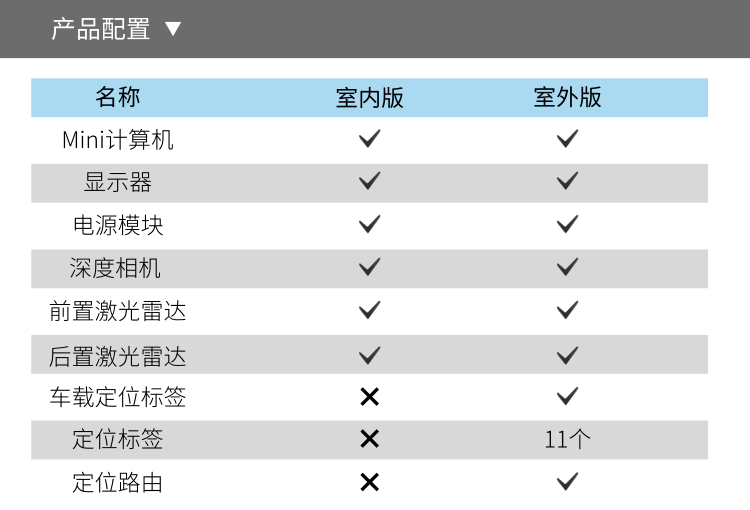 产品配置 ▼
名称 室内版 室外版
Mini计算机 ✓ ✓
显示器 ✓ ✓
电源模块 ✓ ✓
深度相机 ✓ ✓
前置激光雷达 ✓ ✓
后置激光雷达 ✓ ✓
车载定位标签 ✕ ✓
定位标签 ✕ 11个
定位路由 ✕ ✓